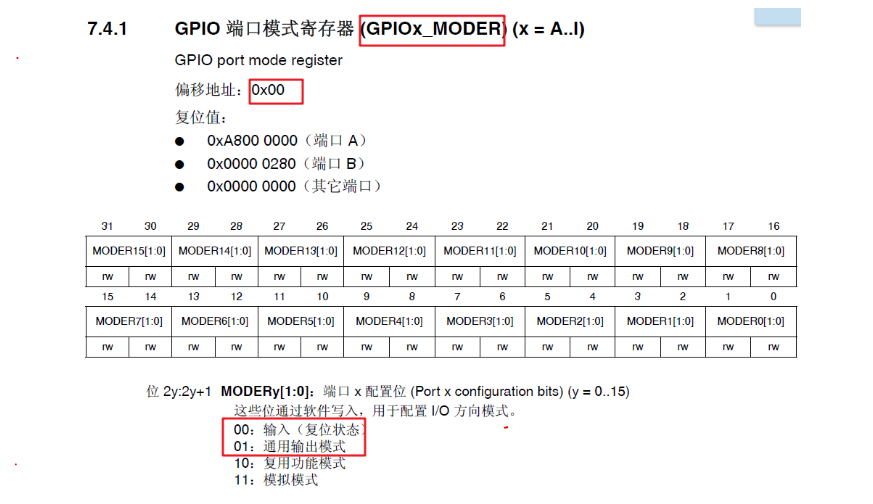 7.4.1 GPIO 端口模式寄存器 (GPIOx_MODER) (x = A..I)
GPIO port mode register
偏移地址：0x00
复位值：
● 0xA800 0000（端口 A）
● 0x0000 0280（端口 B）
● 0x0000 0000（其它端口）
31 30 29 28 27 26 25 24 23 22 21 20 19 18 17 16
MODER15[1:0] MODER14[1:0] MODER13[1:0] MODER12[1:0] MODER11[1:0] MODER10[1:0] MODER9[1:0] MODER8[1:0]
rw rw rw rw rw rw rw rw rw rw rw rw rw rw rw rw
15 14 13 12 11 10 9 8 7 6 5 4 3 2 1 0
MODER7[1:0] MODER6[1:0] MODER5[1:0] MODER4[1:0] MODER3[1:0] MODER2[1:0] MODER1[1:0] MODER0[1:0]
rw rw rw rw rw rw rw rw rw rw rw rw rw rw rw rw
位 2y:2y+1 MODERy[1:0]：端口 x 配置位 (Port x configuration bits) (y = 0..15)
这些位通过软件写入，用于配置 I/O 方向模式。
00：输入（复位状态）
01：通用输出模式
10：复用功能模式
11：模拟模式